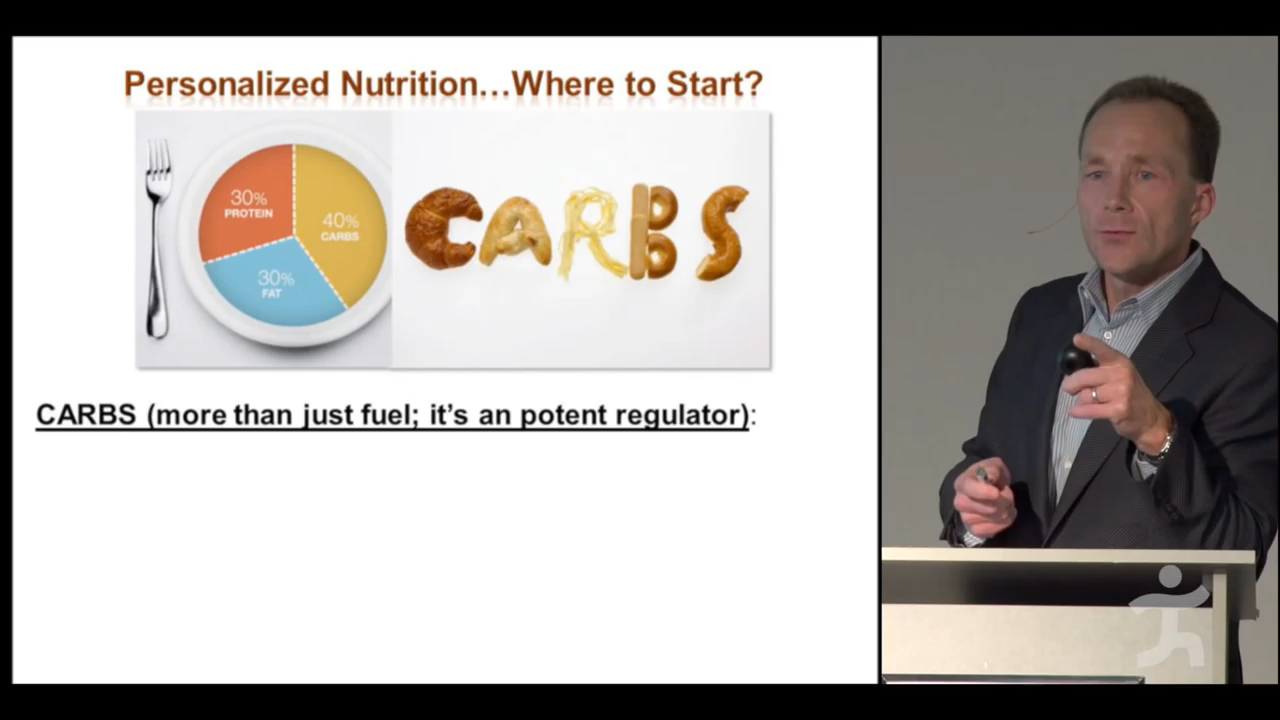 Personalized Nutrition...Where to Start?
30%
PROTEIN
40%
CARBS
30%
FAT
CARBS
CARBS (more than just fuel; it's an potent regulator):